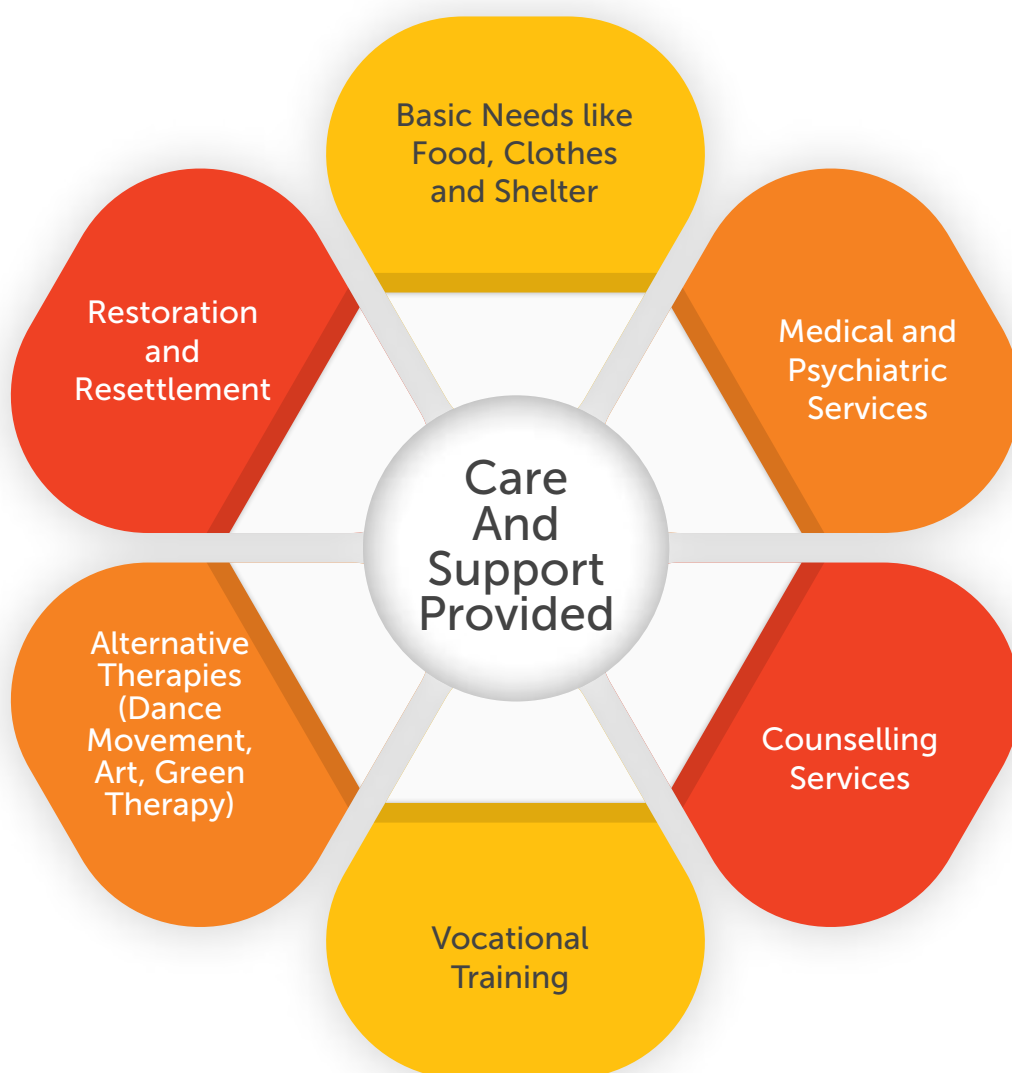 Basic Needs like
Food, Clothes
and Shelter
Medical and
Psychiatric
Services
Counselling
Services
Vocational
Training
Alternative
Therapies
(Dance
Movement,
Art, Green
Therapy)
Restoration
and
Resettlement
Care
And
Support
Provided